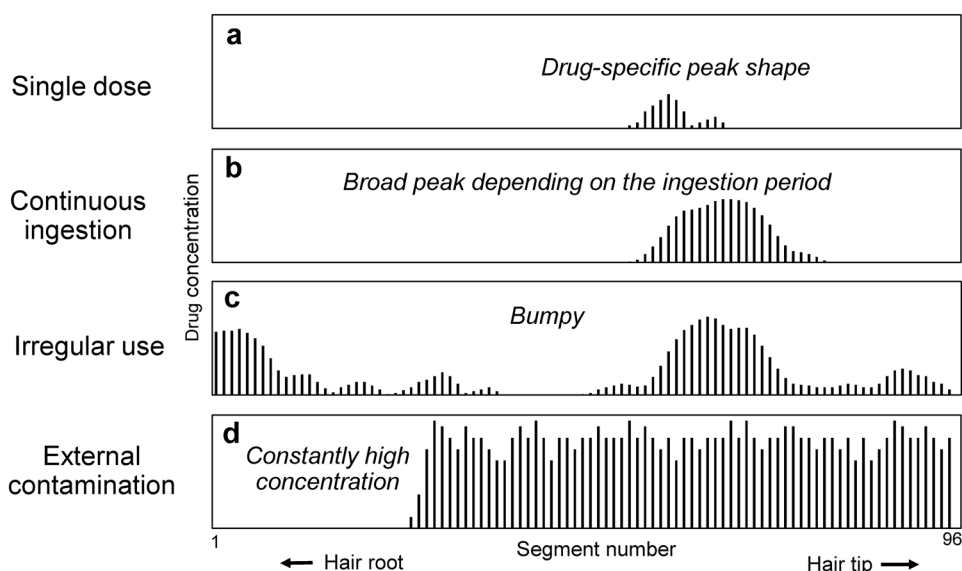 a
Single dose
Drug-specific peak shape
b
Continuous
ingestion
Broad peak depending on the ingestion period
Drug concentration
c
Irregular use
Bumpy
d
External
contamination
Constantly high
concentration
1
Segment number
96
← Hair root
Hair tip →